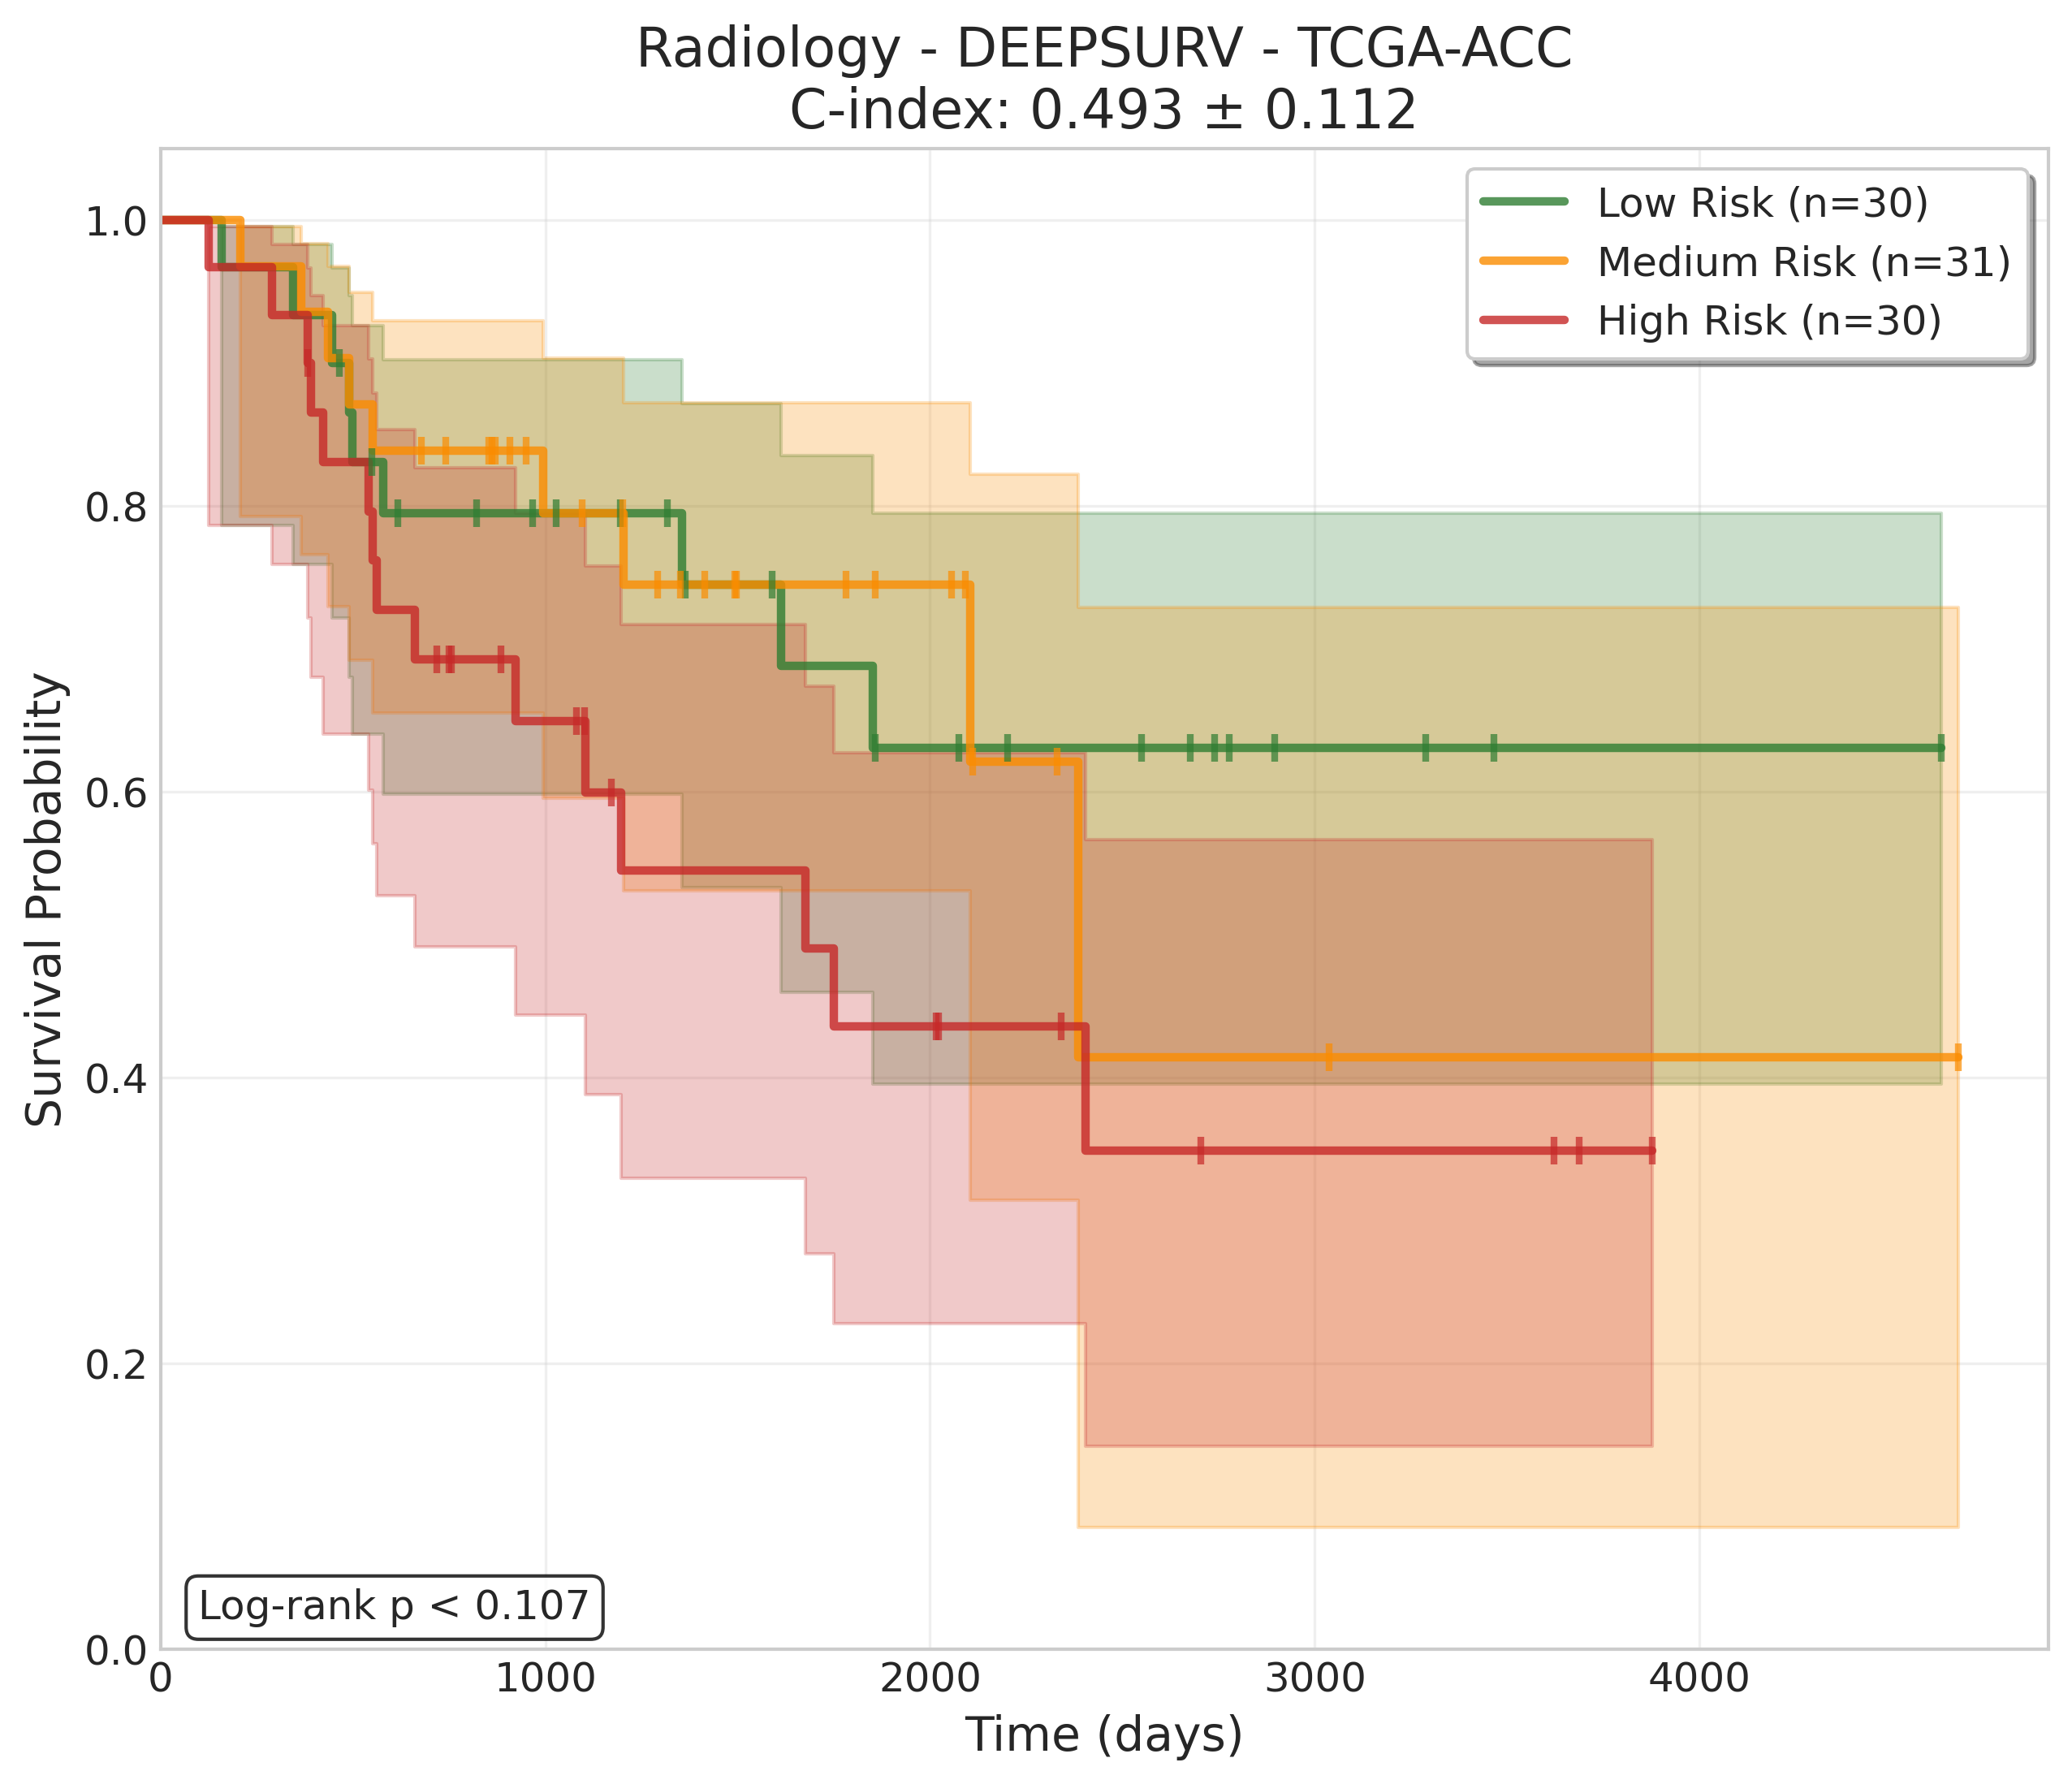 Radiology - DEEPSURV - TCGA-ACC
C-index: 0.493 ± 0.112
Low Risk (n=30)
Medium Risk (n=31)
High Risk (n=30)
Survival Probability
1.0
0.8
0.6
0.4
0.2
0.0
Log-rank p < 0.107
0 1000 2000 3000 4000
Time (days)